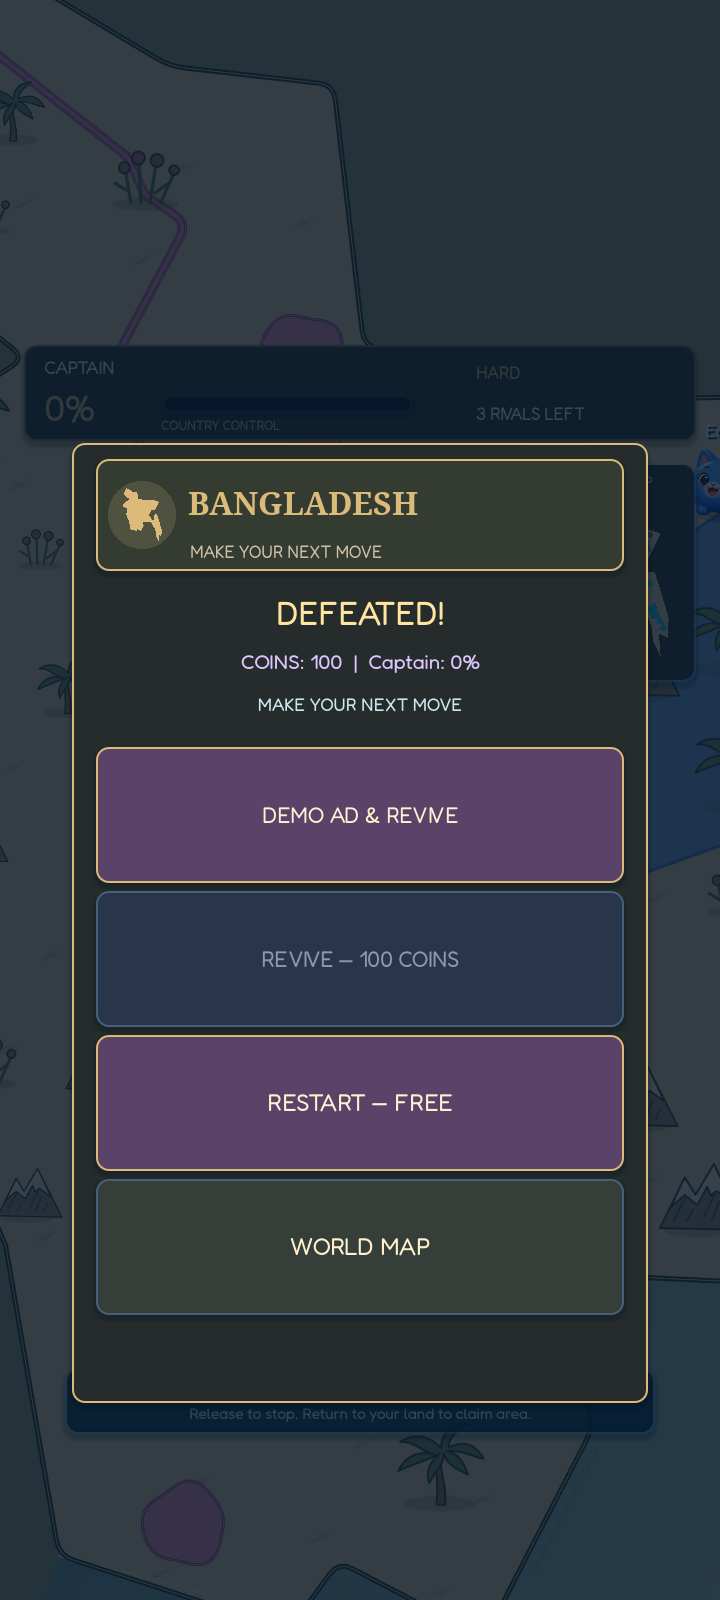 CAPTAIN
0%
COUNTRY CONTROL
HARD
3 RIVALS LEFT
BANGLADESH
MAKE YOUR NEXT MOVE
DEFEATED!
COINS: 100 | Captain: 0%
MAKE YOUR NEXT MOVE
DEMO AD & REVIVE
REVIVE — 100 COINS
RESTART — FREE
WORLD MAP
Release to stop. Return to your land to claim area.